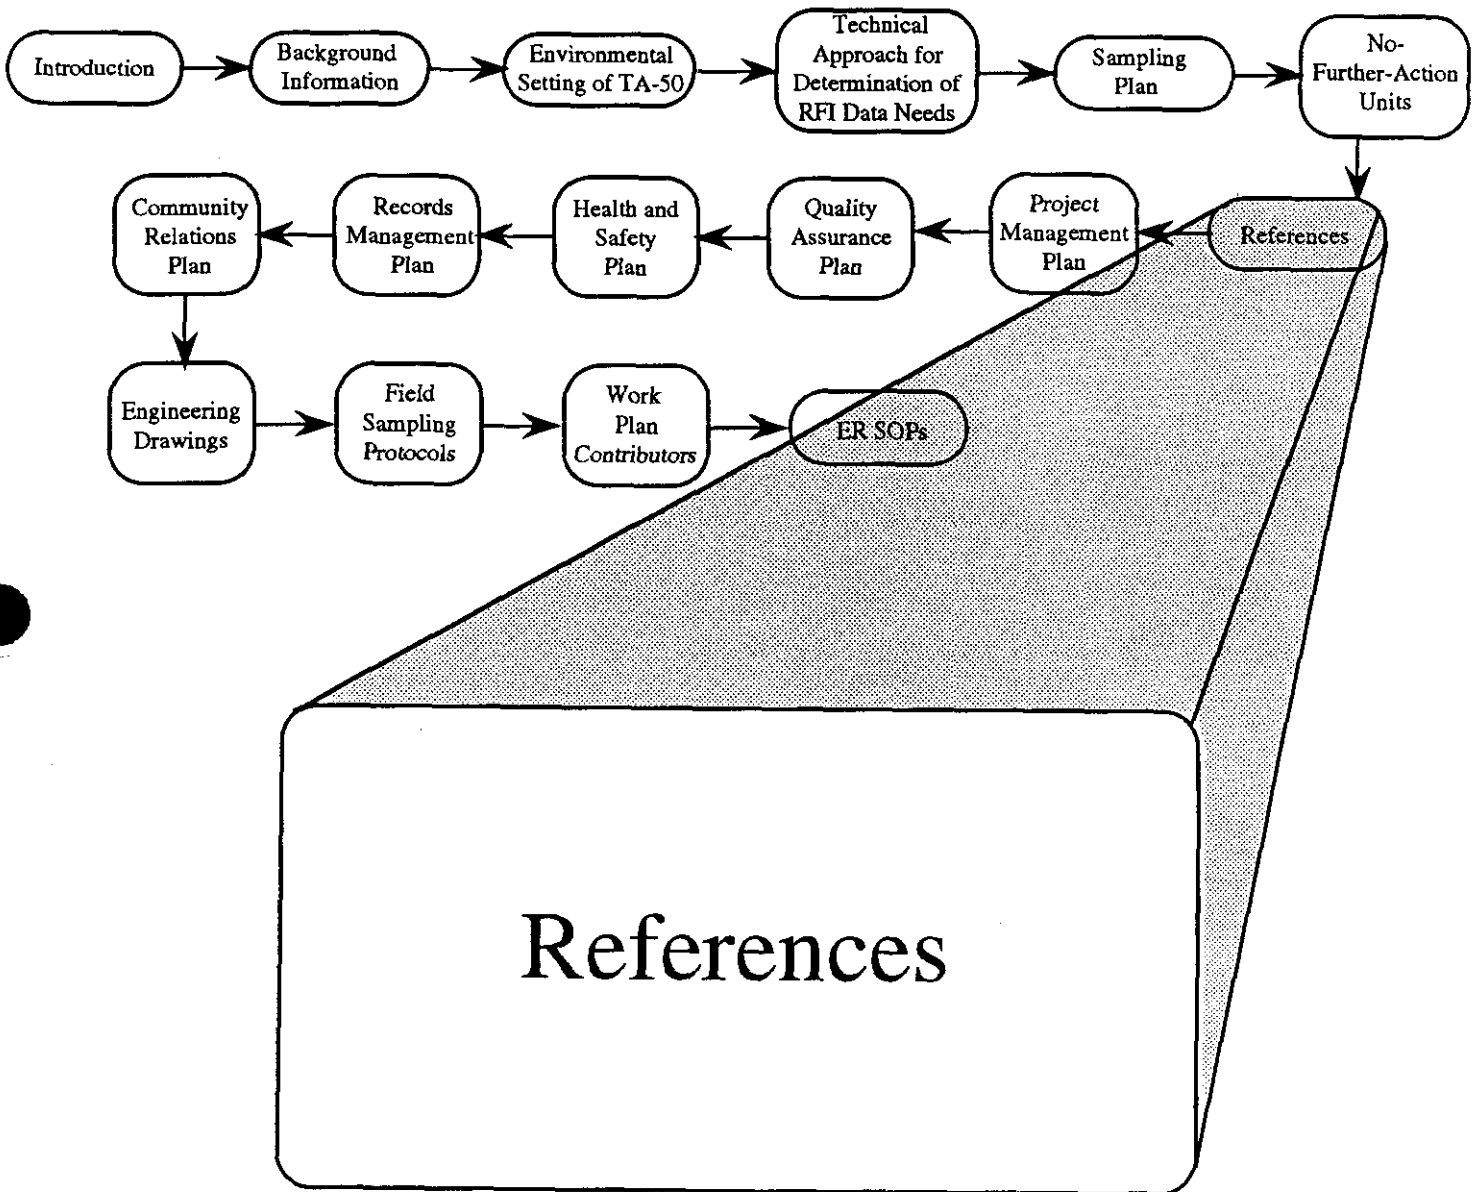 Introduction
Background
Information
Environmental
Setting of TA-50
Technical
Approach for
Determination of
RFI Data Needs
Sampling
Plan
No-
Further-Action
Units
Community
Relations
Plan
Records
Management
Plan
Health and
Safety
Plan
Quality
Assurance
Plan
Project
Management
Plan
References
Engineering
Drawings
Field
Sampling
Protocols
Work
Plan
Contributors
ER SOPs
References